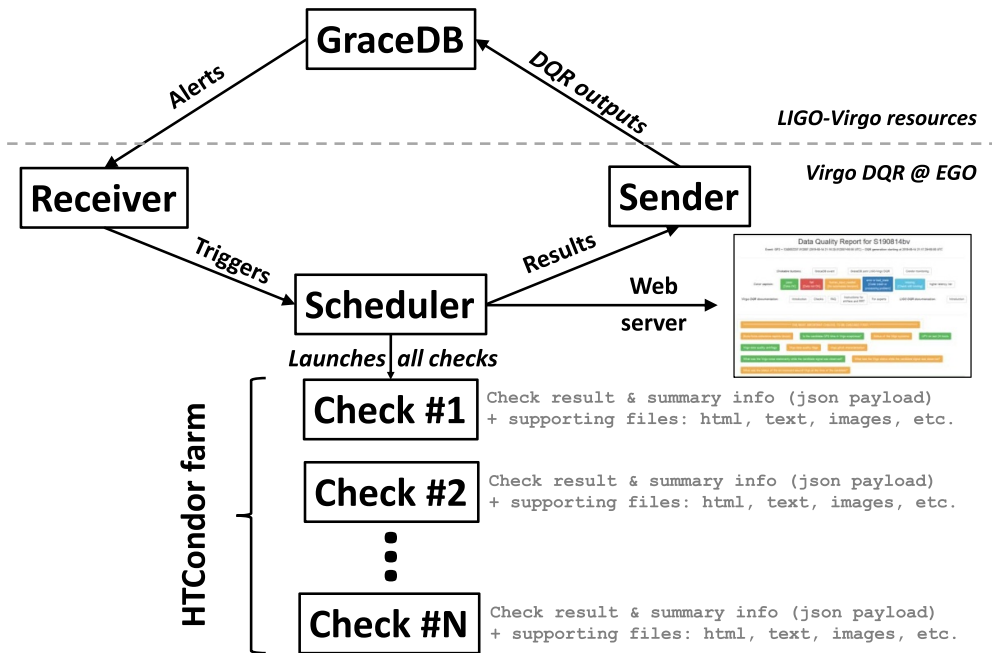 GraceDB
Alerts
DQR outputs
LIGO-Virgo resources
Virgo DQR @ EGO
Receiver
Sender
Triggers
Results
Scheduler
Web
server
Data Quality Report for S190814bv
Launches all checks
HTCondor farm
Check #1
Check result & summary info (json payload)
+ supporting files: html, text, images, etc.
Check #2
Check result & summary info (json payload)
+ supporting files: html, text, images, etc.
Check #N
Check result & summary info (json payload)
+ supporting files: html, text, images, etc.